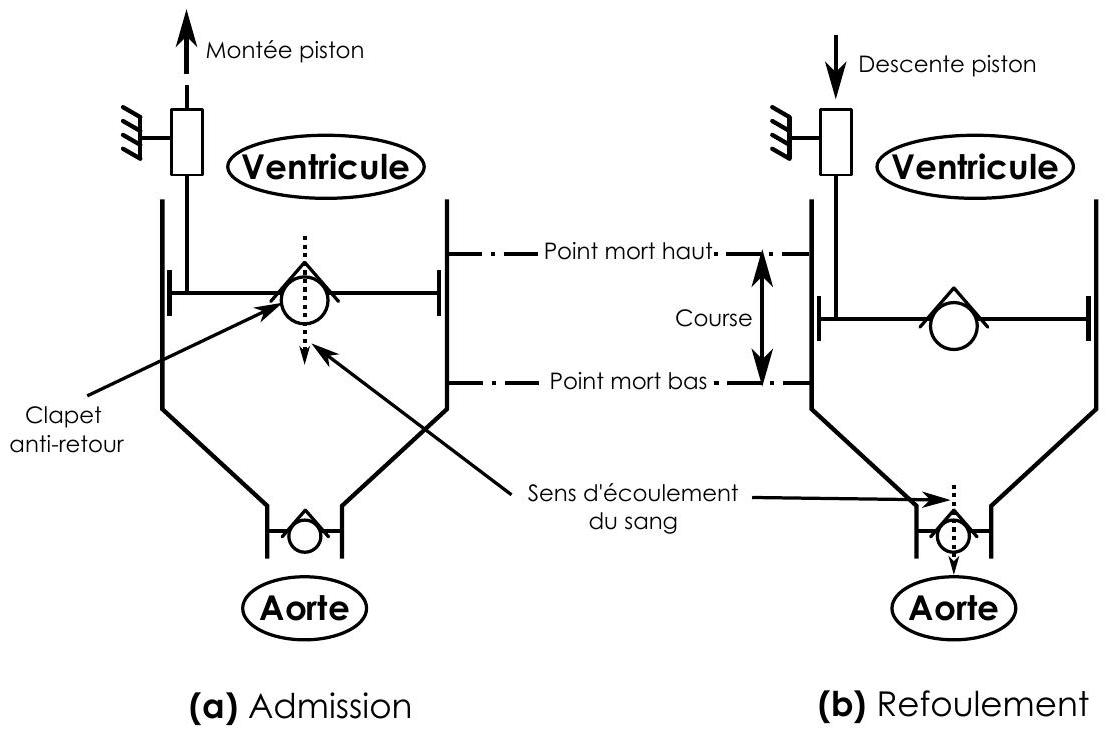 Montée piston
Descente piston
Ventricule
Ventricule
Point mort haut
Course
Point mort bas
Clapet
anti-retour
Sens d'écoulement
du sang
Aorte
Aorte
(a) Admission
(b) Refoulement